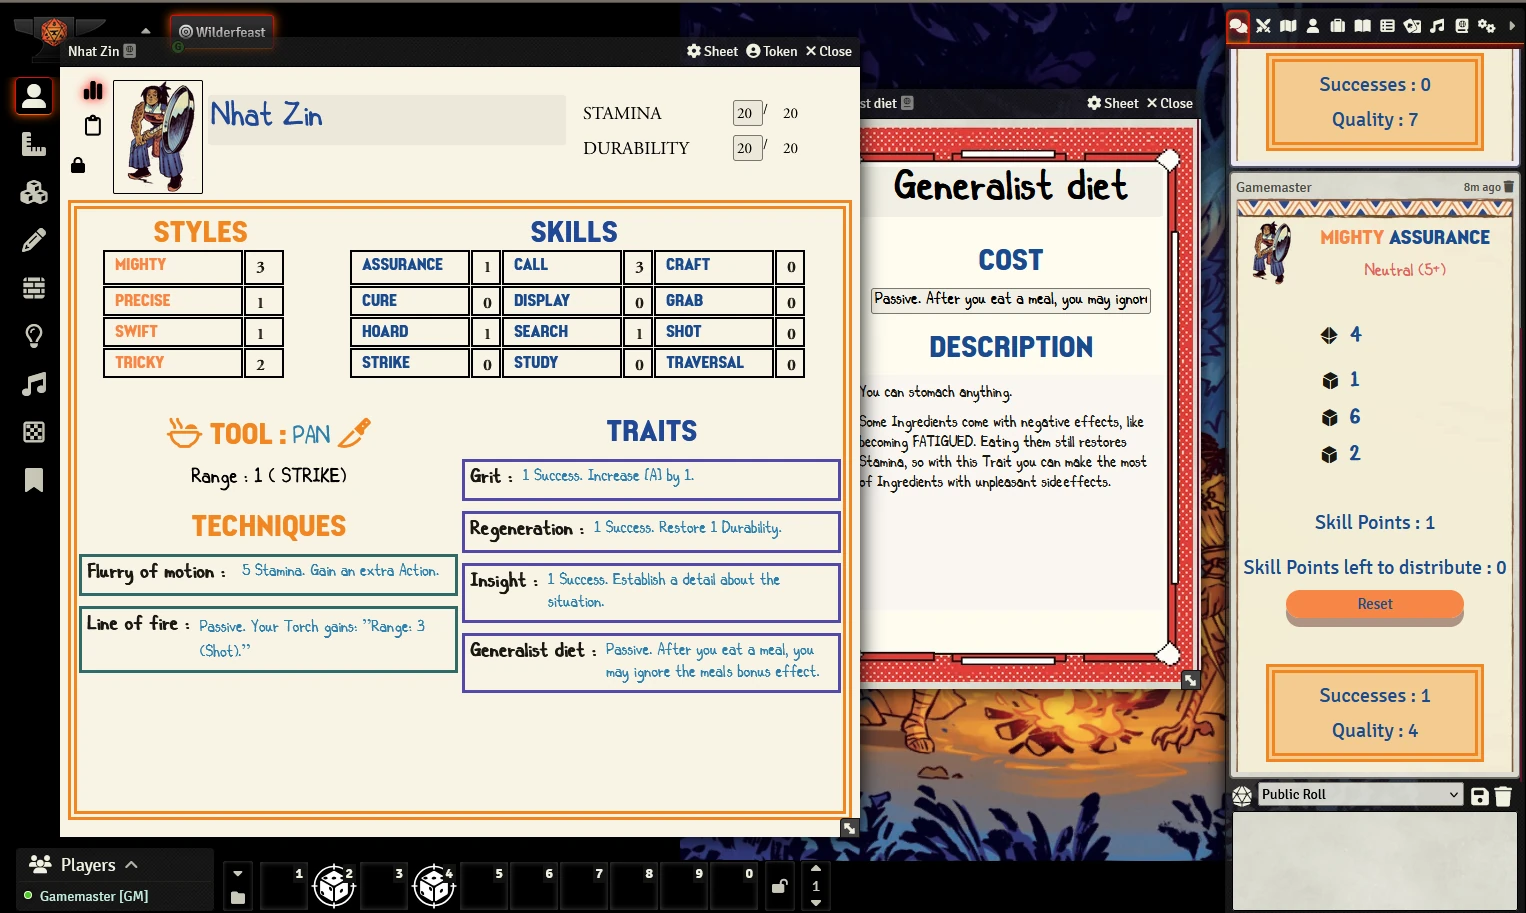 Wilderfeast
Nhat Zin
Sheet Token Close
Nhat Zin
STAMINA 20 / 20
DURABILITY 20 / 20
STYLES
MIGHTY 3
PRECISE 1
SWIFT 1
TRICKY 2
SKILLS
ASSURANCE 1 CALL 3 CRAFT 0
CURE 0 DISPLAY 0 GRAB 0
HOARD 1 SEARCH 1 SHOT 0
STRIKE 0 STUDY 0 TRAVERSAL 0
TOOL : PAN
Range : 1 ( STRIKE)
TECHNIQUES
Flurry of motion : 5 Stamina. Gain an extra Action.
Line of fire : Passive. Your Torch gains: ”Range: 3
(Shot).”
TRAITS
Grit : 1 Success. Increase [A] by 1.
Regeneration : 1 Success. Restore 1 Durability.
Insight : 1 Success. Establish a detail about the
situation.
Generalist diet : Passive. After you eat a meal, you
may ignore the meals bonus effect.
st diet
Sheet Close
Generalist diet
COST
Passive. After you eat a meal, you may ignor
DESCRIPTION
You can stomach anything.
Some Ingredients come with negative effects, like
becoming FATIGUED. Eating them still restores
Stamina, so with this Trait you can make the most
of Ingredients with unpleasant side effects.
Successes : 0
Quality : 7
Gamemaster 8m ago
MIGHTY ASSURANCE
Neutral (5+)
4
1
6
2
Skill Points : 1
Skill Points left to distribute : 0
Reset
Successes : 1
Quality : 4
Public Roll
Players
Gamemaster [GM]
1 2 3 4 5 6 7 8 9 0
1